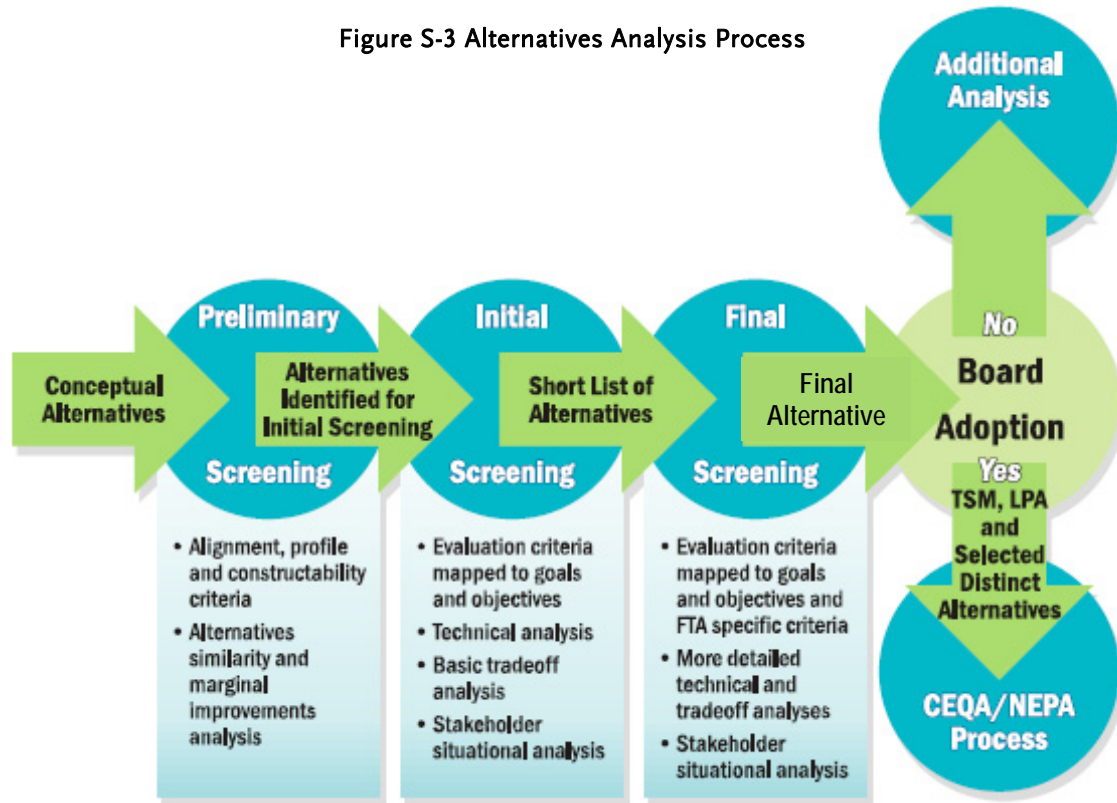 Figure S-3 Alternatives Analysis Process
Additional
Analysis
Preliminary
Screening
Initial
Screening
Final
Screening
Conceptual
Alternatives
Alternatives
Identified for
Initial Screening
Short List of
Alternatives
Final
Alternative
No
Board
Adoption
Yes
TSM, LPA
and
Selected
Distinct
Alternatives
CEQA/NEPA
Process
• Alignment, profile
and constructability
criteria
• Alternatives
similarity and
marginal
improvements
analysis
• Evaluation criteria
mapped to goals
and objectives
• Technical analysis
• Basic tradeoff
analysis
• Stakeholder
situational analysis
• Evaluation criteria
mapped to goals
and objectives and
FTA specific criteria
• More detailed
technical and
tradeoff analyses
• Stakeholder
situational analysis